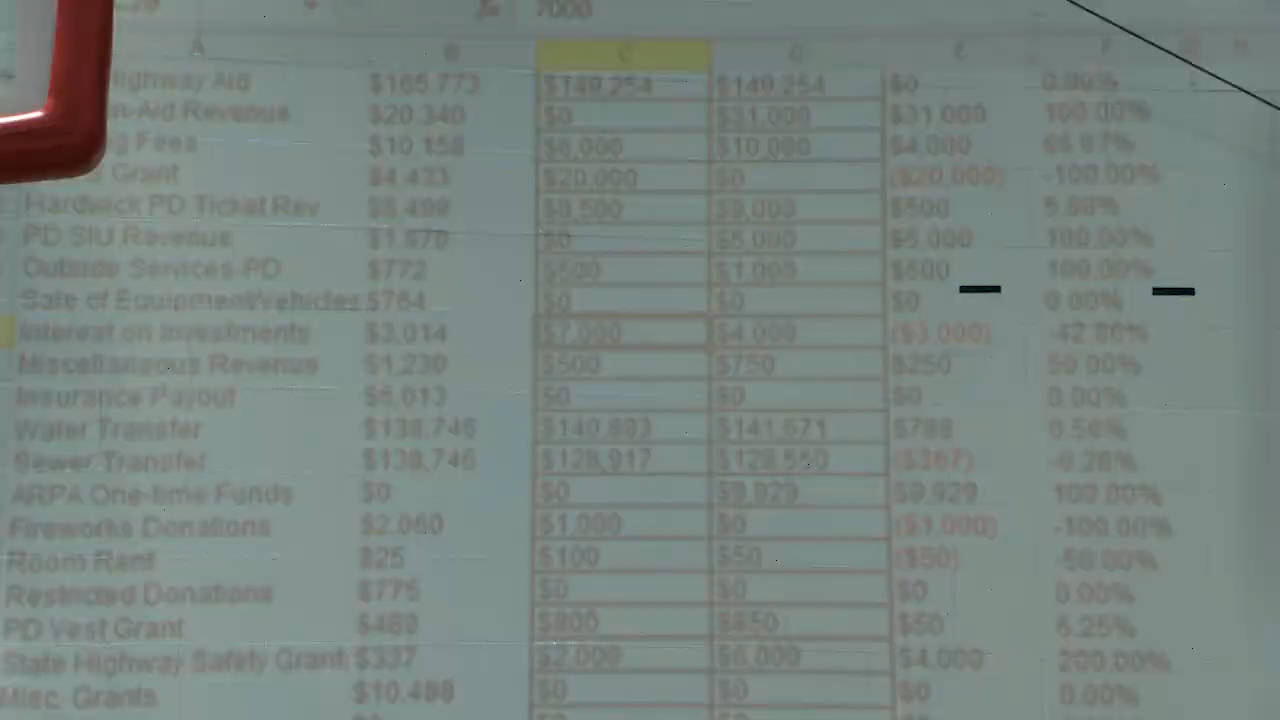 7000
A B C D E F
Highway Aid $165,773 $149,254 $149,254 $0 0.00%
n-Aid Revenue $20,340 $0 $31,000 $31,000 100.00%
g Fees $10,158 $6,000 $10,000 $4,000 66.67%
Grant $4,433 $20,000 $0 ($20,000) -100.00%
Hardwick PD Ticket Rev $8,500 $9,000 $500 5.88%
PD SIU Revenue $1,670 $0 $5,000 $5,000 100.00%
Outside Services-PD $772 $500 $1,000 $500 100.00%
Sale of Equipment/Vehicles $764 $0 $0 $0 0.00%
Interest on Investments $3,014 $7,000 $4,000 ($3,000) -42.86%
Miscellaneous Revenue $1,230 $500 $750 $250 50.00%
Insurance Payout $6,013 $0 $0 $0 0.00%
Water Transfer $138,746 $140,883 $141,671 $788 0.56%
Sewer Transfer $138,746 $128,917 $128,550 ($367) -0.28%
ARPA One-time Funds $0 $0 $9,929 $9,929 100.00%
Fireworks Donations $2,060 $1,000 $0 ($1,000) -100.00%
Room Rent $25 $100 $50 ($50) -50.00%
Restricted Donations $775 $0 $0 $0 0.00%
PD Vest Grant $800 $850 $50 6.25%
State Highway Safety Grant $337 $2,000 $6,000 $4,000 200.00%
Misc. Grants $10,488 $0 $0 $0 0.00%